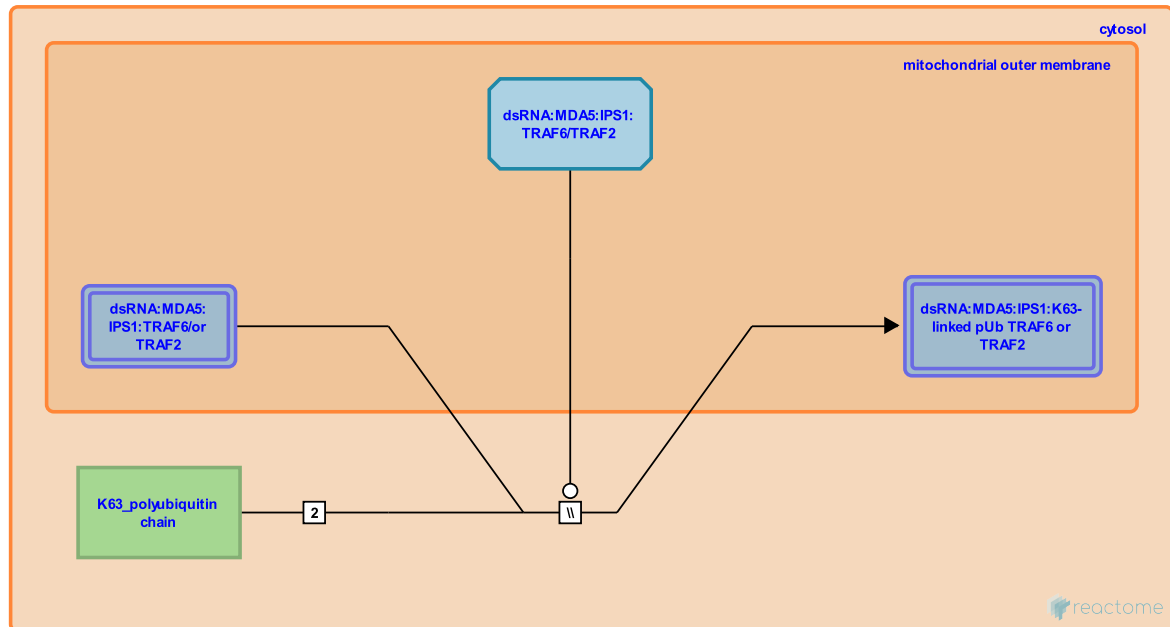 cytosol
mitochondrial outer membrane
dsRNA:MDA5:IPS1:
TRAF6/TRAF2
dsRNA:MDA5:
IPS1:TRAF6/or
TRAF2
dsRNA:MDA5:IPS1:K63-
linked pUb TRAF6 or
TRAF2
K63_polyubiquitin
chain
2
\\
reactome